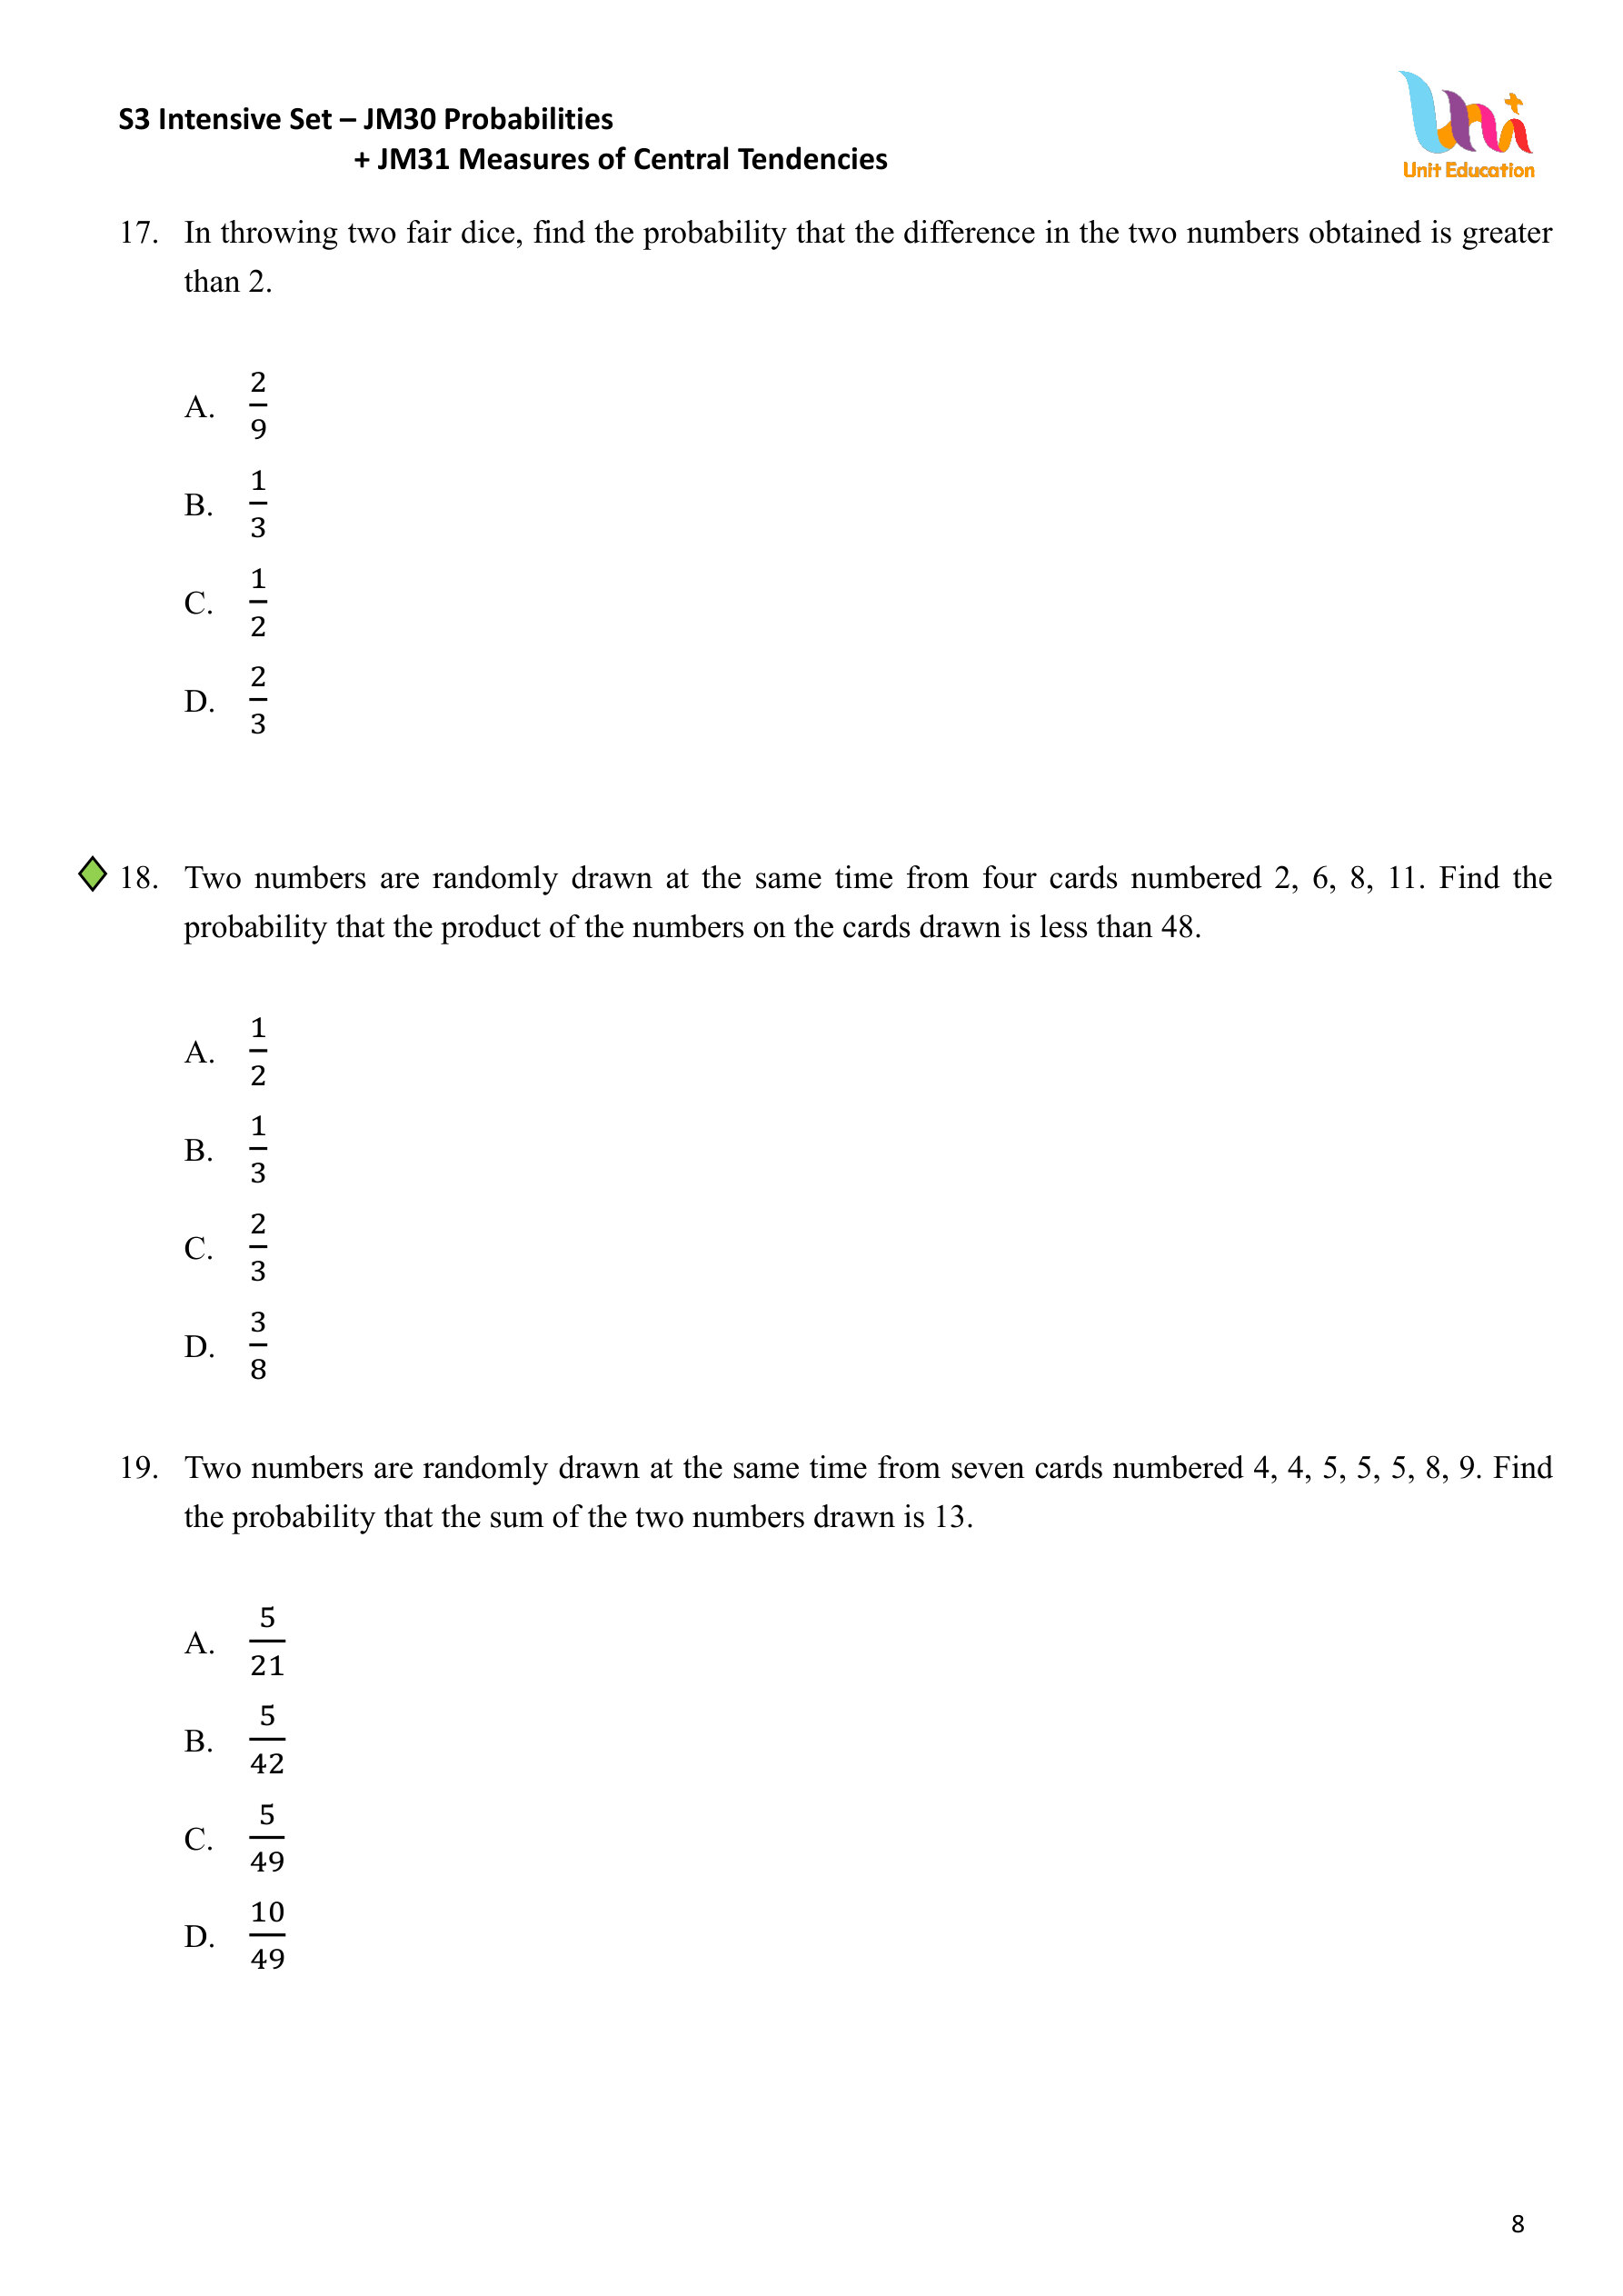 S3 Intensive Set – JM30 Probabilities
+ JM31 Measures of Central Tendencies
Uni+
Unit Education
17. In throwing two fair dice, find the probability that the difference in the two numbers obtained is greater
than 2.
A. 2/9
B. 1/3
C. 1/2
D. 2/3
18. Two numbers are randomly drawn at the same time from four cards numbered 2, 6, 8, 11. Find the
probability that the product of the numbers on the cards drawn is less than 48.
A. 1/2
B. 1/3
C. 2/3
D. 3/8
19. Two numbers are randomly drawn at the same time from seven cards numbered 4, 4, 5, 5, 5, 8, 9. Find
the probability that the sum of the two numbers drawn is 13.
A. 5/21
B. 5/42
C. 5/49
D. 10/49
8